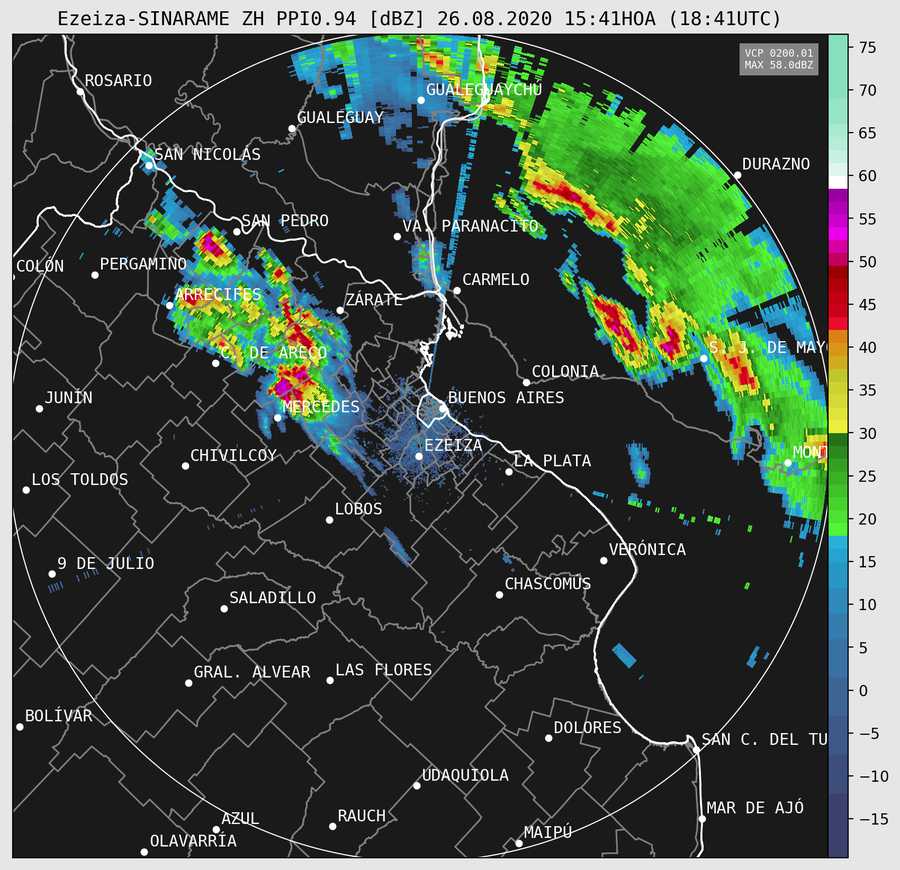 Ezeiza-SINARAME ZH PPI0.94 [dBZ] 26.08.2020 15:41HOA (18:41UTC)
VCP 0200.01
MAX 58.0dBZ
75
ROSARIO
70
GUALEGUAYCHU
GUALEGUAY
65
SAN NICOLAS
DURAZNO
60
SAN PEDRO
VA. PARANACITO
55
COLÓN
PERGAMINO
50
CARMELO
ARRECIFES
ZÁRATE
45
C. DE ARECO
S. J. DE MAY
40
COLONIA
JUNÍN
MERCEDES
BUENOS AIRES
35
EZEIZA
30
CHIVILCOY
LA PLATA
MONT
LOS TOLDOS
25
LOBOS
20
VERÓNICA
9 DE JULIO
15
CHASCOMÚS
SALADILLO
10
5
GRAL. ALVEAR
LAS FLORES
0
BOLÍVAR
DOLORES
−5
SAN C. DEL TU
UDAQUIOLA
−10
MAR DE AJÓ
AZUL
RAUCH
−15
OLAVARRÍA
MAIPÚ